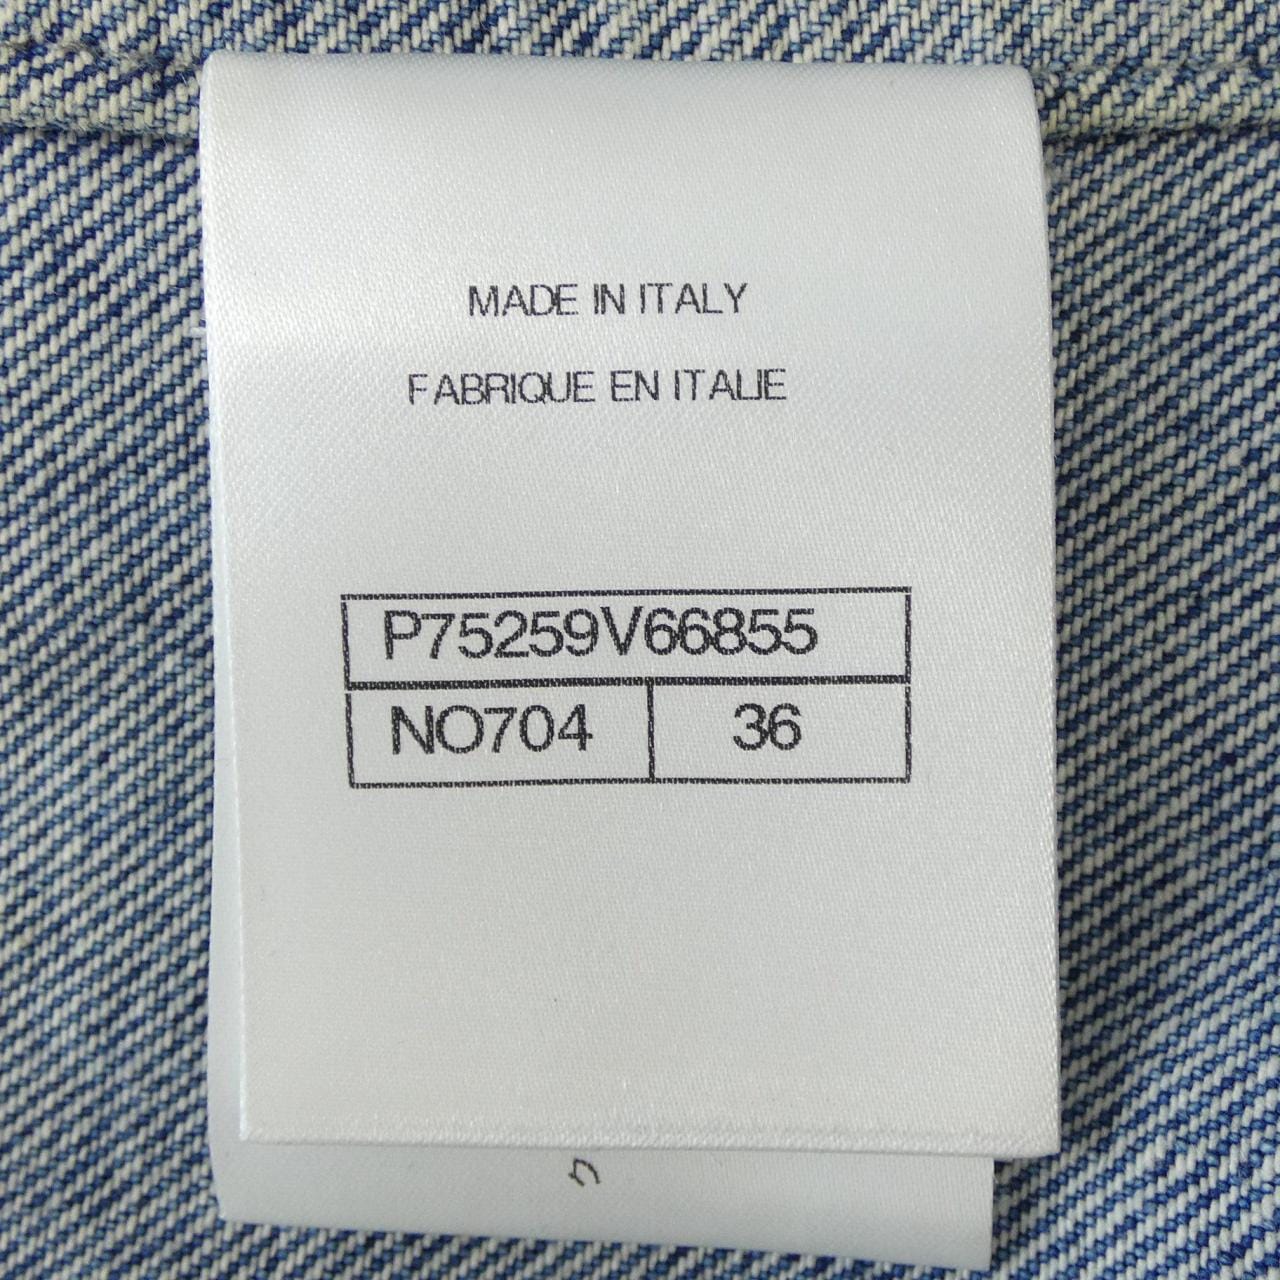 MADE IN ITALY
FABRIQUE EN ITALIE
P75259V66855
NO704 36